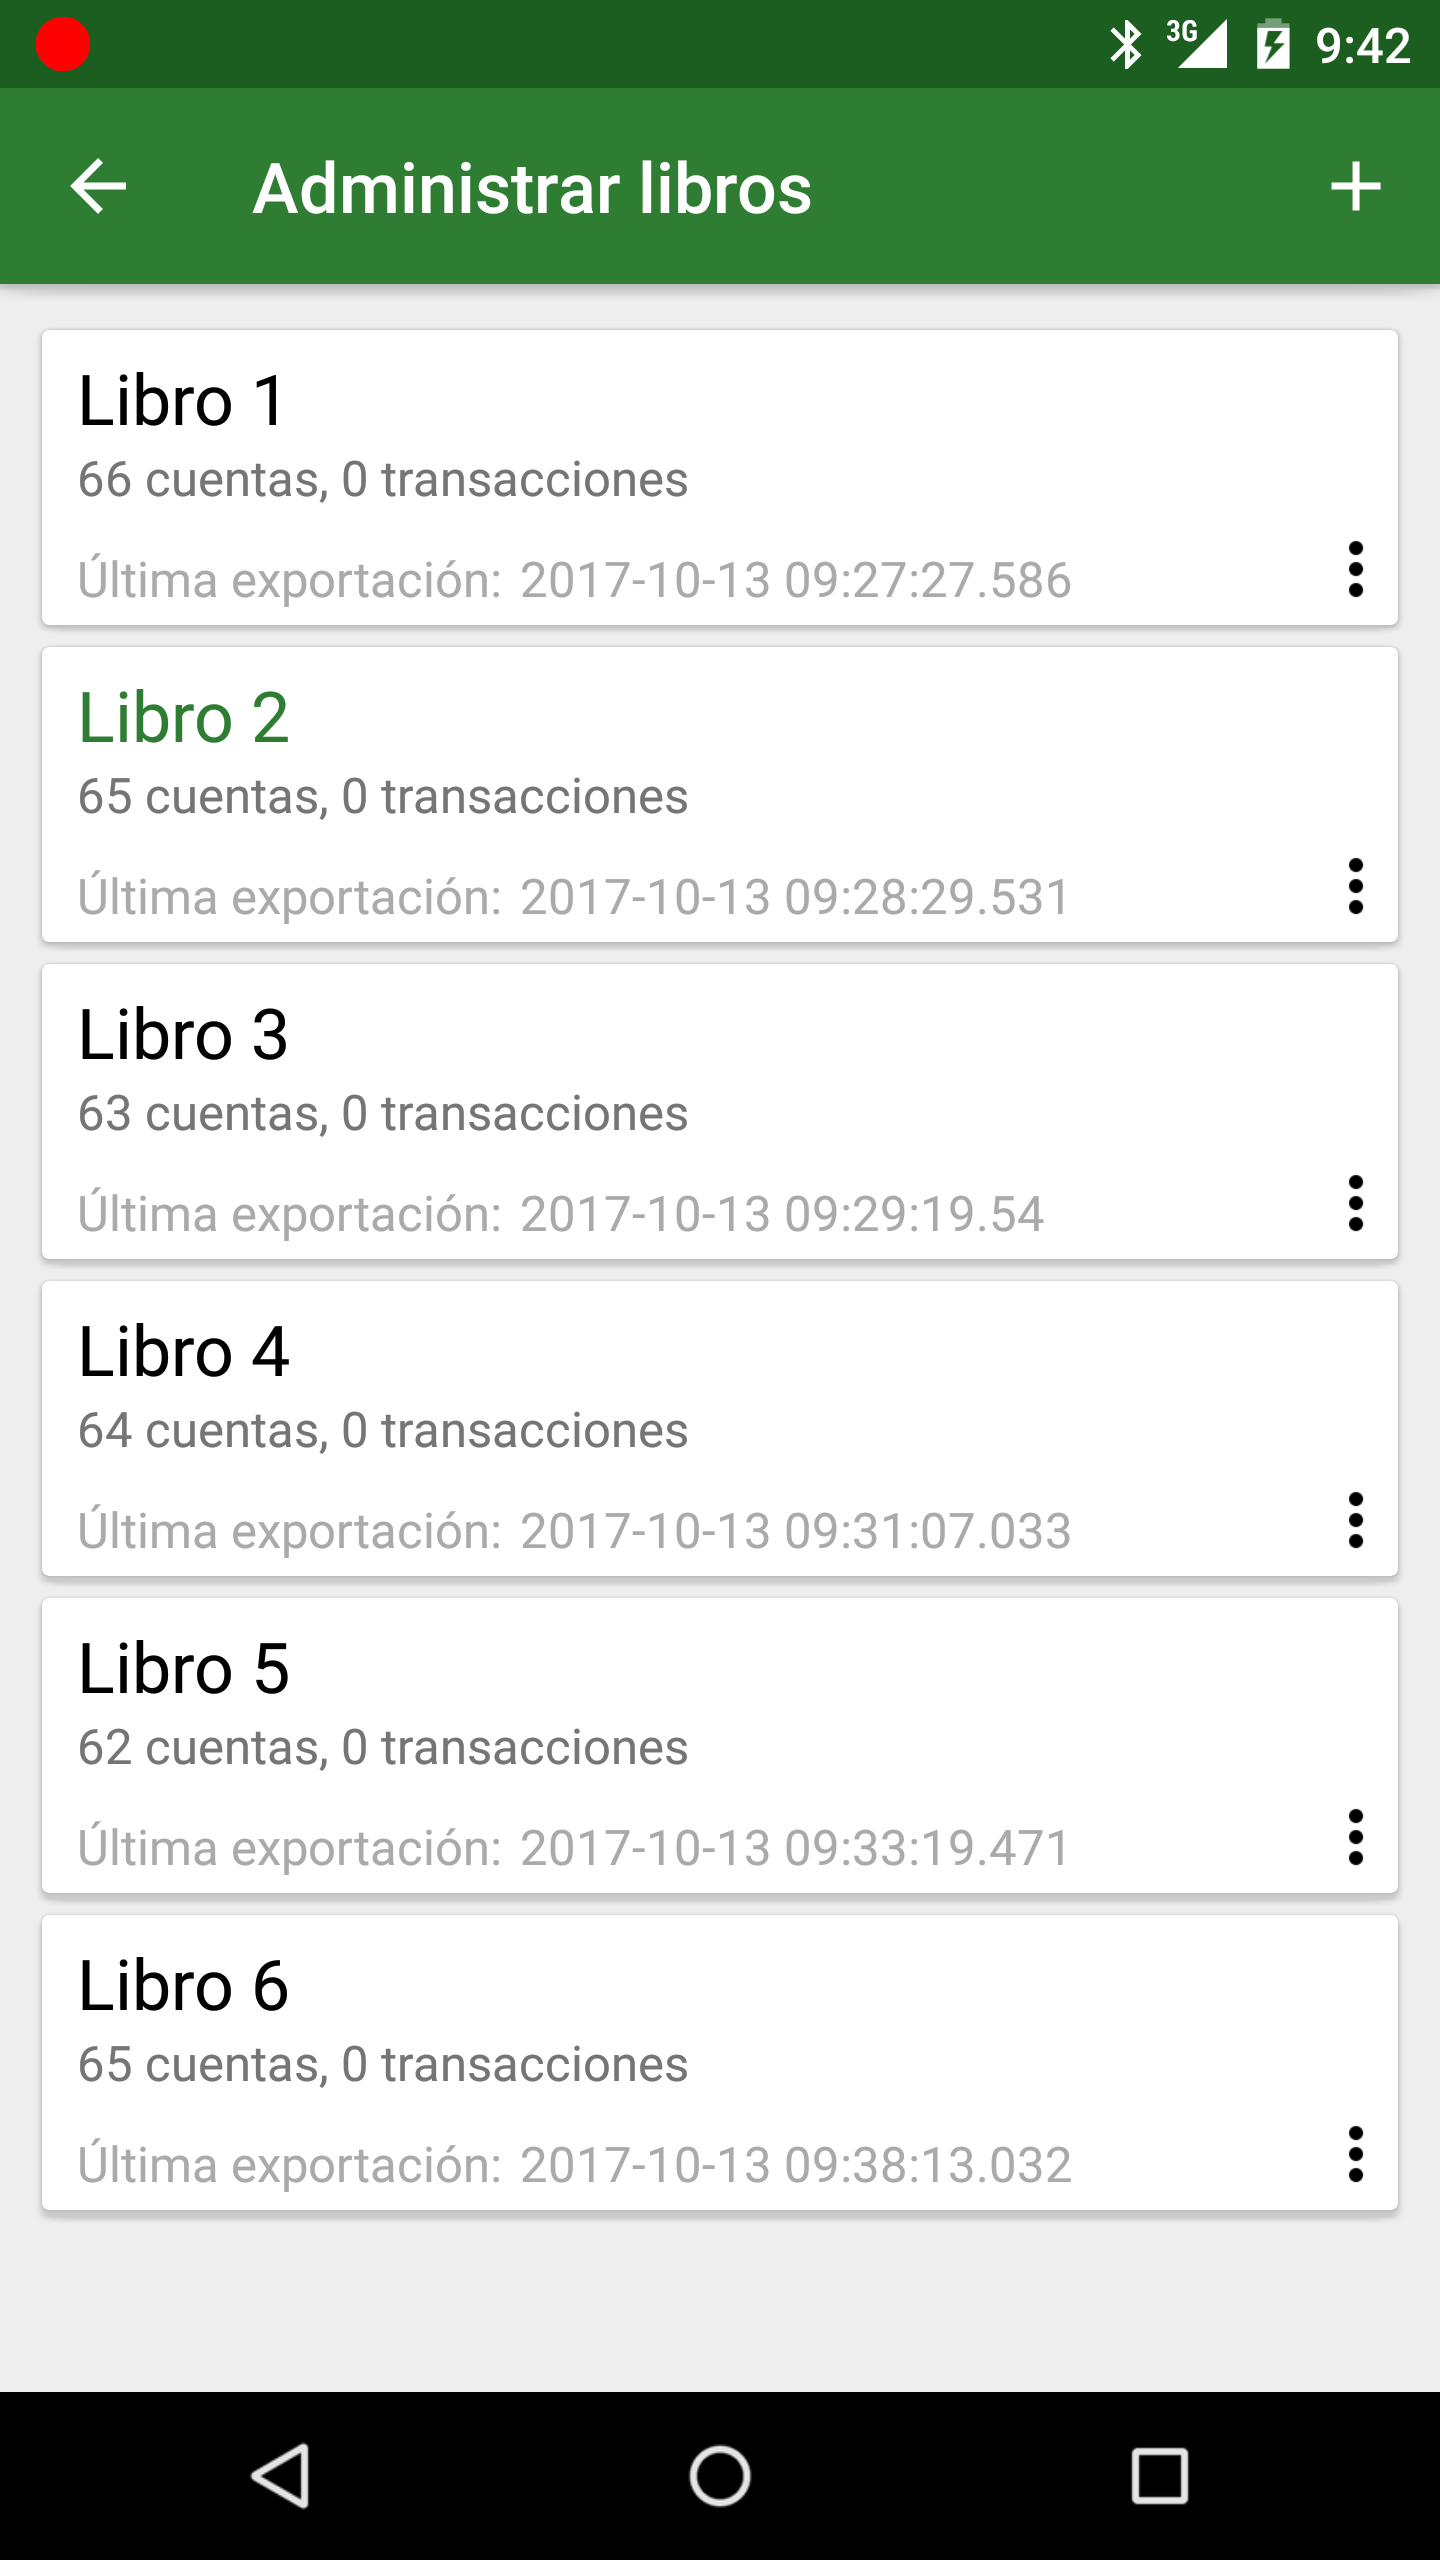 3G 9:42
Administrar libros
Libro 1
66 cuentas, 0 transacciones
Última exportación: 2017-10-13 09:27:27.586
Libro 2
65 cuentas, 0 transacciones
Última exportación: 2017-10-13 09:28:29.531
Libro 3
63 cuentas, 0 transacciones
Última exportación: 2017-10-13 09:29:19.54
Libro 4
64 cuentas, 0 transacciones
Última exportación: 2017-10-13 09:31:07.033
Libro 5
62 cuentas, 0 transacciones
Última exportación: 2017-10-13 09:33:19.471
Libro 6
65 cuentas, 0 transacciones
Última exportación: 2017-10-13 09:38:13.032